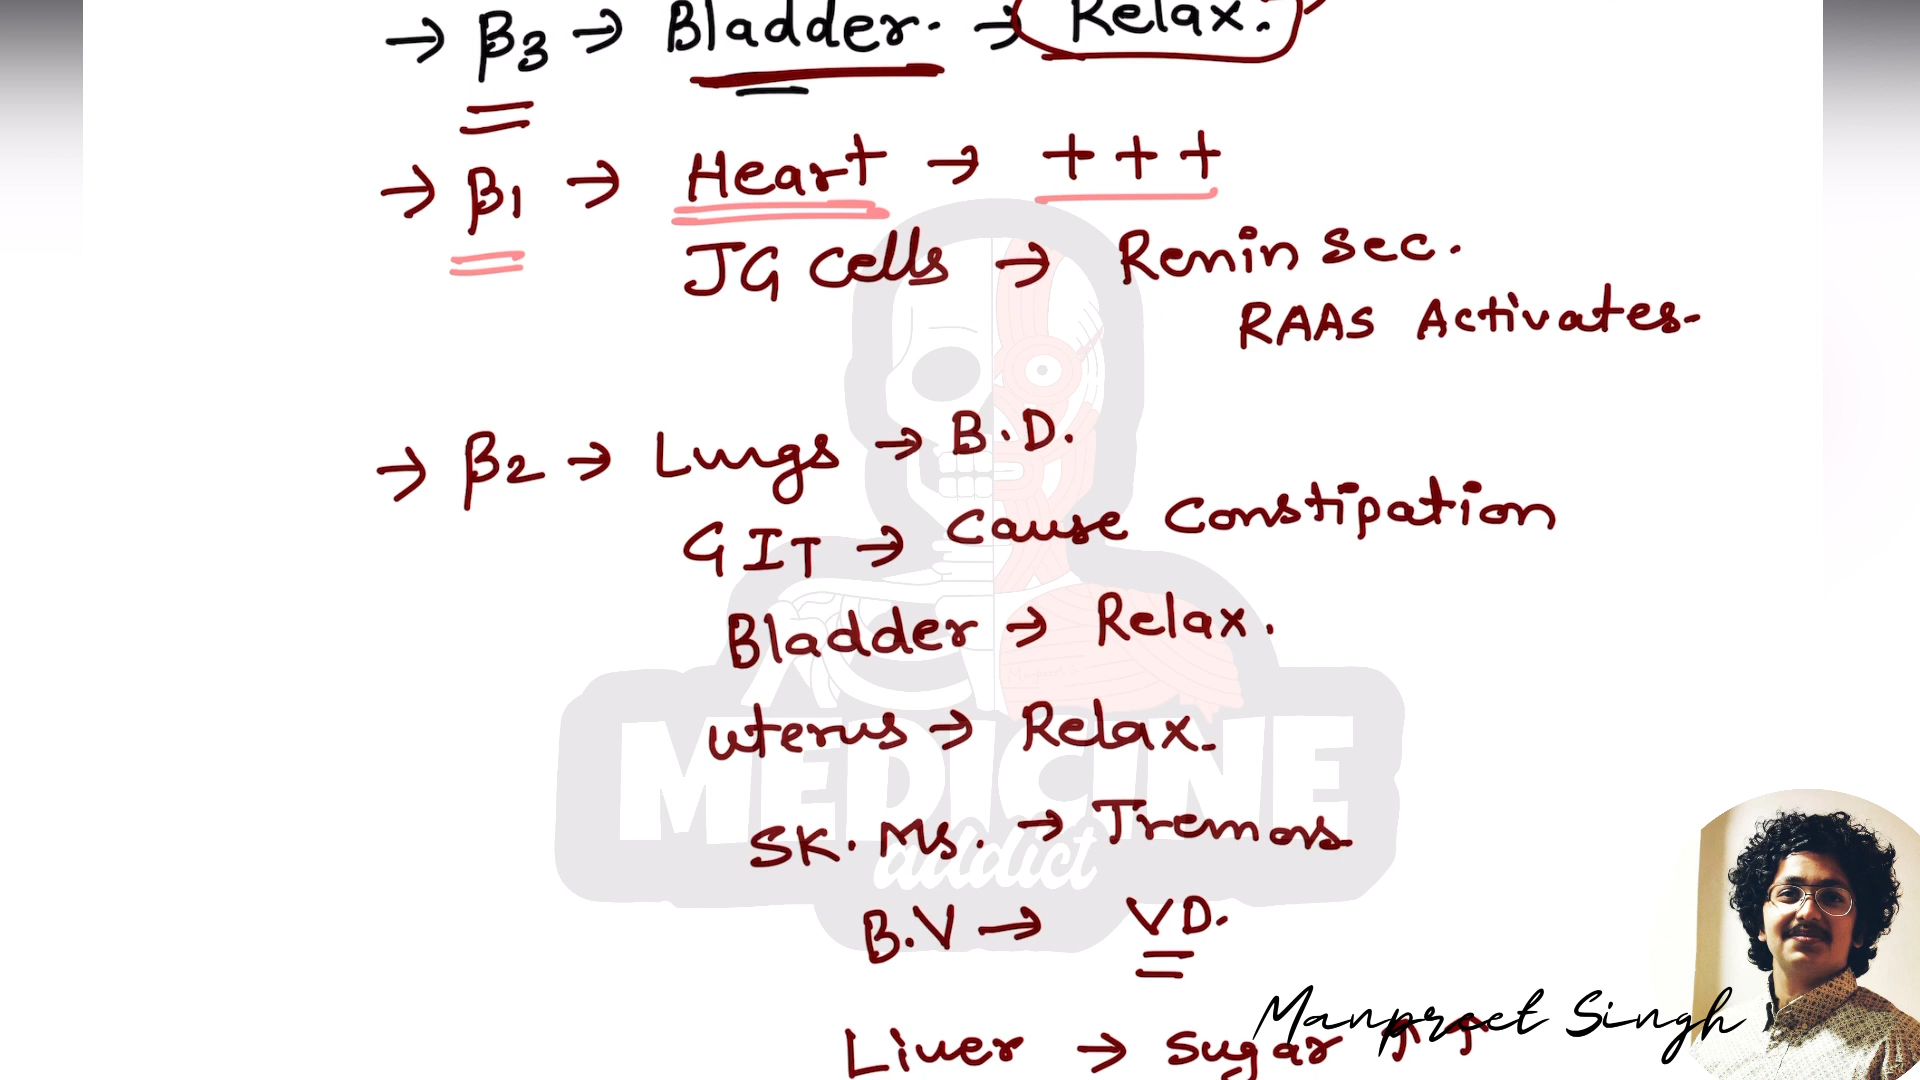 → β3 → Bladder. → Relax.
→ β1 → Heart → + + +
JG Cells → Renin Sec.
RAAS Activates.
→ β2 → Lungs → B.D.
GIT → Cause Constipation
Bladder → Relax.
uterus → Relax.
SK. Ms. → Tremors
B.V → VD.
Liver → Sugar ↑↑
MEDICINE
addict
Manpreet Singh